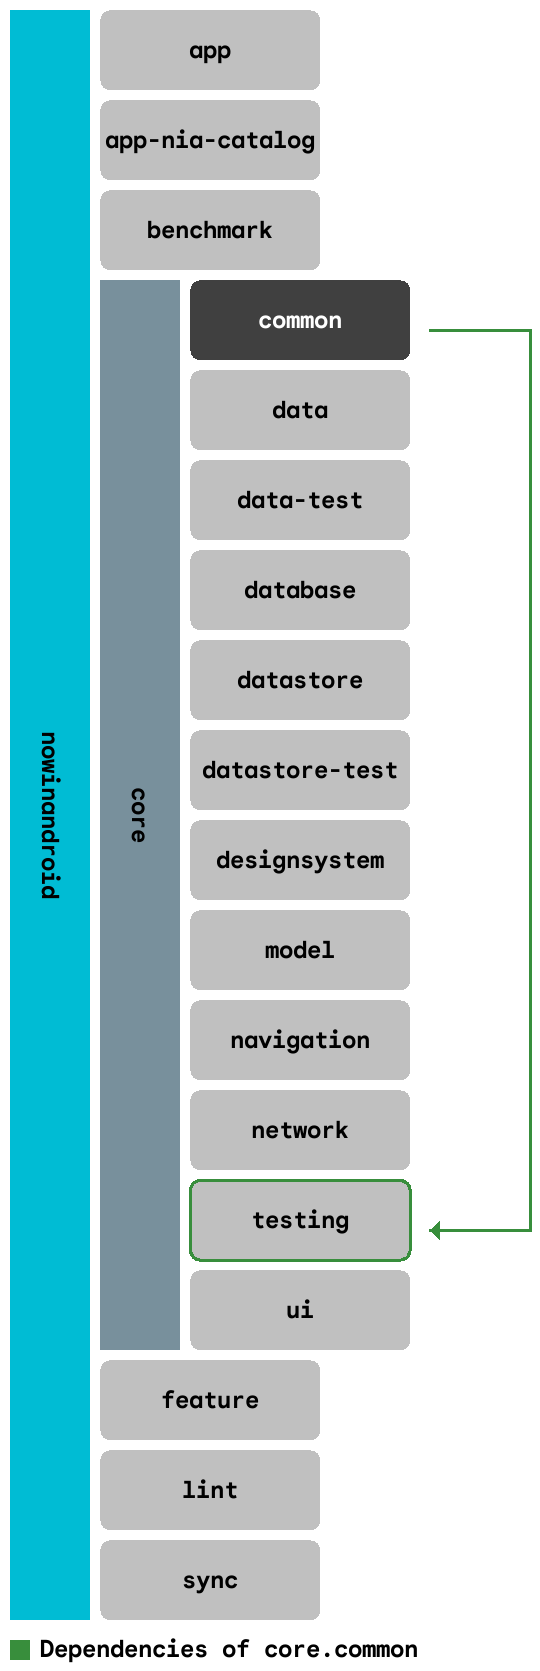 app
app-nia-catalog
benchmark
common
data
data-test
database
datastore
nowinandroid
core
datastore-test
designsystem
model
navigation
network
testing
ui
feature
lint
sync
Dependencies of core.common